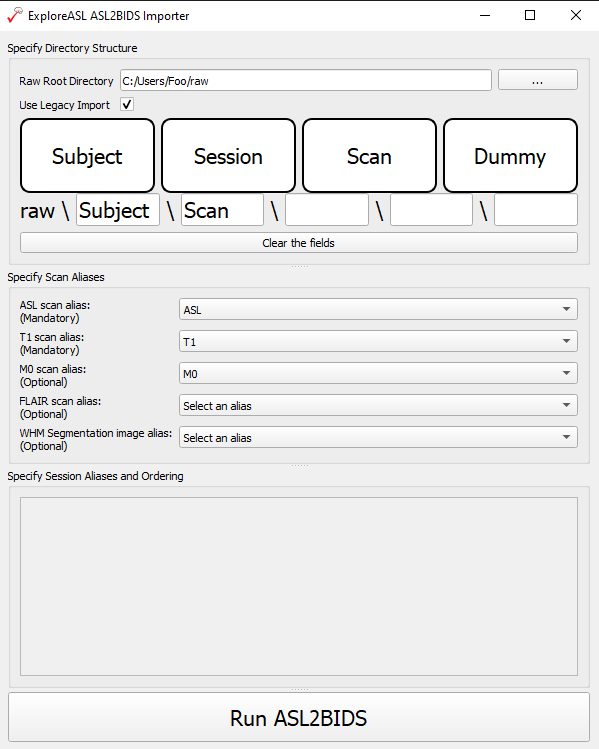 ExploreASL ASL2BIDS Importer
Specify Directory Structure
Raw Root Directory C:/Users/Foo/raw ...
Use Legacy Import
Subject Session Scan Dummy
raw \ Subject \ Scan \ \ \
Clear the fields
Specify Scan Aliases
ASL scan alias:
(Mandatory) ASL
T1 scan alias:
(Mandatory) T1
M0 scan alias:
(Optional) M0
FLAIR scan alias:
(Optional) Select an alias
WHM Segmentation image alias:
(Optional) Select an alias
Specify Session Aliases and Ordering
Run ASL2BIDS